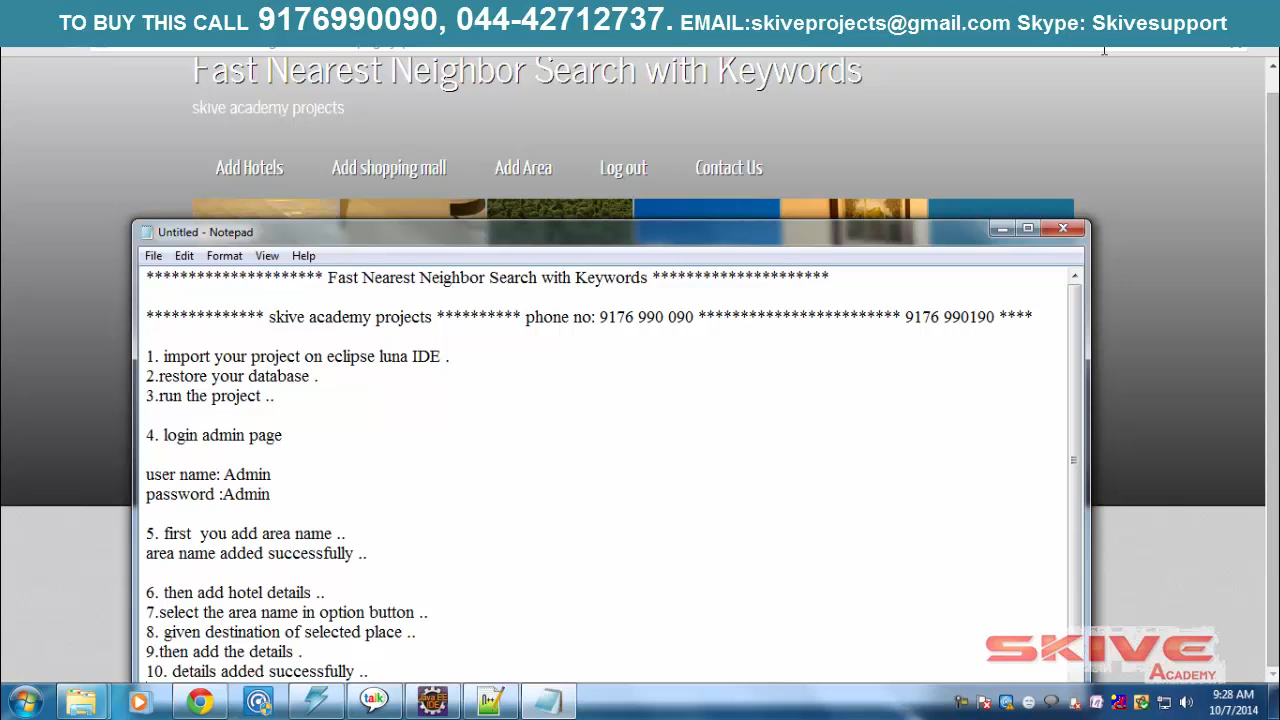 TO BUY THIS CALL 9176990090, 044-42712737. EMAIL:skiveprojects@gmail.com Skype: Skivesupport
Fast Nearest Neighbor Search with Keywords
skive academy projects
Add Hotels Add shopping mall Add Area Log out Contact Us
Untitled - Notepad
File Edit Format View Help
********************* Fast Nearest Neighbor Search with Keywords *********************
************** skive academy projects ********** phone no: 9176 990 090 ************************ 9176 990190 ****
1. import your project on eclipse luna IDE .
2.restore your database .
3.run the project ..
4. login admin page
user name: Admin
password :Admin
5. first  you add area name ..
area name added successfully ..
6. then add hotel details ..
7.select the area name in option button ..
8. given destination of selected place ..
9.then add the details .
10. details added successfully ..
SKIVE
ACADEMY
talk
Java EE
IDE
9:28 AM
10/7/2014